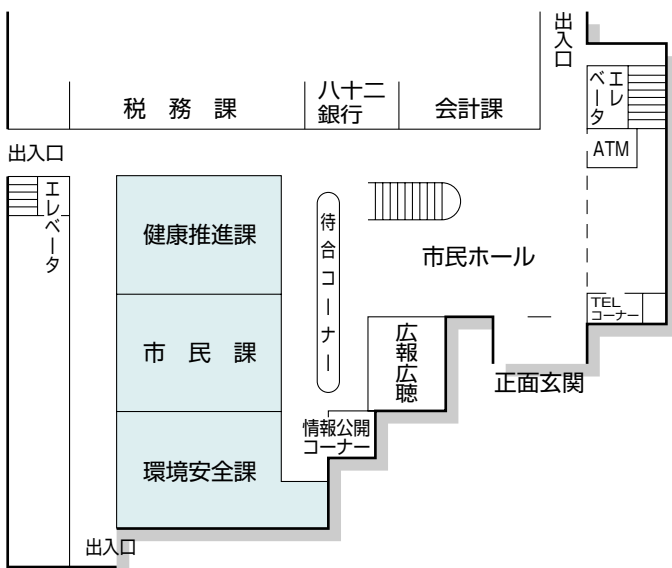 出入口
エレベータ
ATM
税務課
八十二
銀行
会計課
出入口
エレベータ
健康推進課
待合コーナー
市民ホール
市民課
広報広聴
TEL
コーナー
正面玄関
情報公開
コーナー
環境安全課
出入口